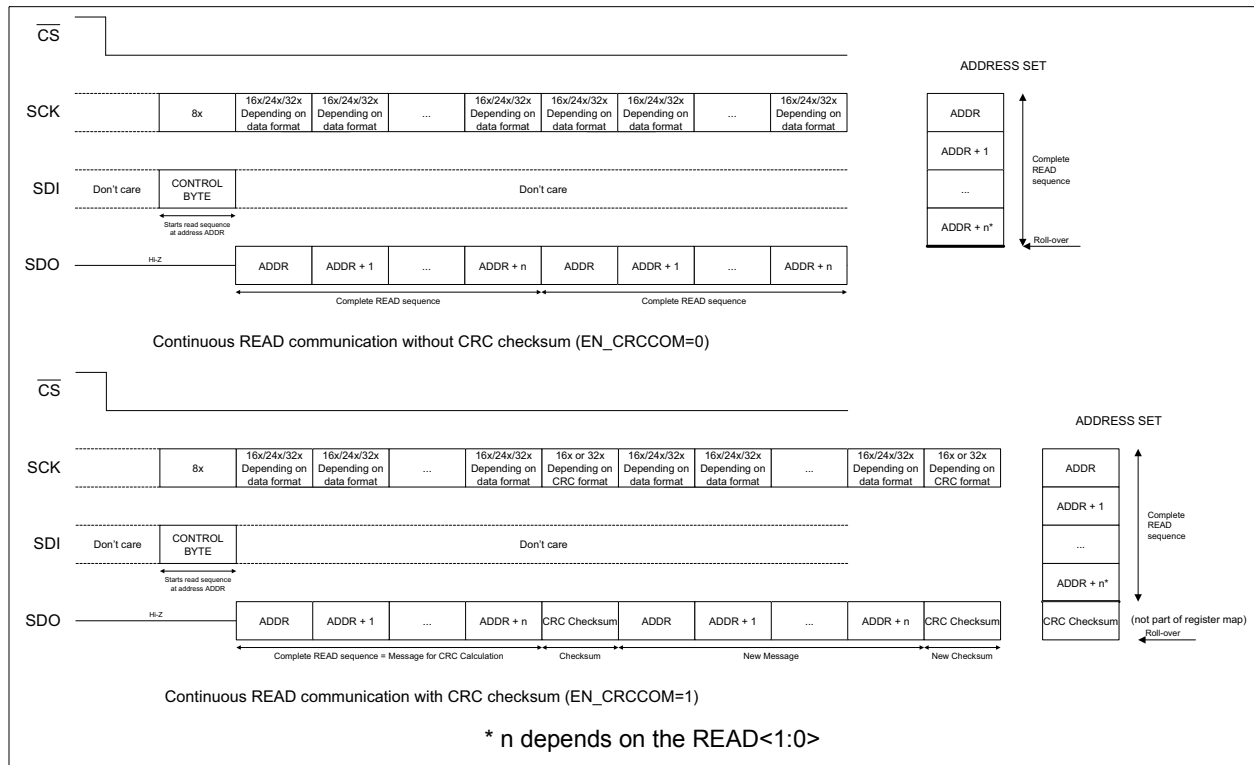 CS
ADDRESS SET
SCK
8x
16x/24x/32x
Depending on
data format
16x/24x/32x
Depending on
data format
...
16x/24x/32x
Depending on
data format
16x/24x/32x
Depending on
data format
16x/24x/32x
Depending on
data format
...
16x/24x/32x
Depending on
data format
ADDR
ADDR + 1
...
ADDR + n*
Complete
READ
sequence
Roll-over
SDI
Don't care
CONTROL
BYTE
Don't care
Starts read sequence
at address ADDR
SDO
Hi-Z
ADDR
ADDR + 1
...
ADDR + n
ADDR
ADDR + 1
...
ADDR + n
Complete READ sequence
Complete READ sequence
Continuous READ communication without CRC checksum (EN_CRCCOM=0)
CS
ADDRESS SET
SCK
8x
16x/24x/32x
Depending on
data format
16x/24x/32x
Depending on
data format
...
16x/24x/32x
Depending on
data format
16x or 32x
Depending on
CRC format
16x/24x/32x
Depending on
data format
16x/24x/32x
Depending on
data format
...
16x/24x/32x
Depending on
data format
16x or 32x
Depending on
CRC format
ADDR
ADDR + 1
...
ADDR + n*
CRC Checksum
Complete
READ
sequence
(not part of register map)
Roll-over
SDI
Don't care
CONTROL
BYTE
Don't care
Starts read sequence
at address ADDR
SDO
Hi-Z
ADDR
ADDR + 1
...
ADDR + n
CRC Checksum
ADDR
ADDR + 1
...
ADDR + n
CRC Checksum
Complete READ sequence = Message for CRC Calculation
Checksum
New Message
New Checksum
Continuous READ communication with CRC checksum (EN_CRCCOM=1)
* n depends on the READ<1:0>